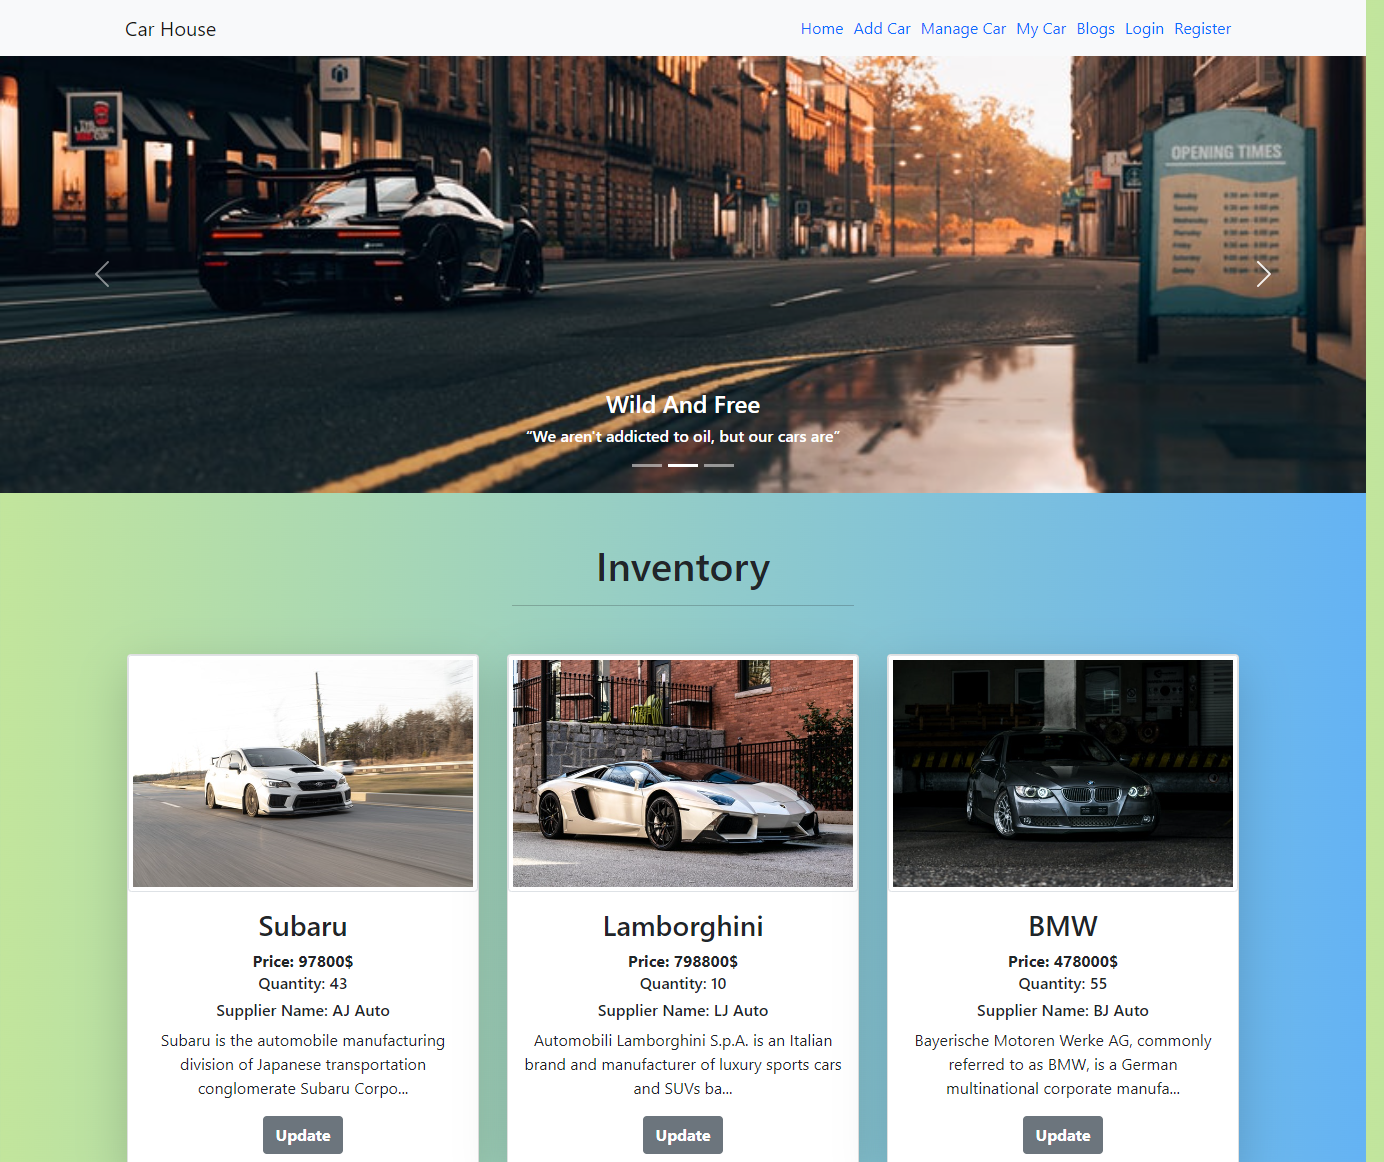 Car House
Home Add Car Manage Car My Car Blogs Login Register
OPENING TIMES
Wild And Free
“We aren't addicted to oil, but our cars are”
Inventory
Subaru
Price: 97800$
Quantity: 43
Supplier Name: AJ Auto
Subaru is the automobile manufacturing
division of Japanese transportation
conglomerate Subaru Corpo...
Update
Lamborghini
Price: 798800$
Quantity: 10
Supplier Name: LJ Auto
Automobili Lamborghini S.p.A. is an Italian
brand and manufacturer of luxury sports cars
and SUVs ba...
Update
BMW
Price: 478000$
Quantity: 55
Supplier Name: BJ Auto
Bayerische Motoren Werke AG, commonly
referred to as BMW, is a German
multinational corporate manufa...
Update